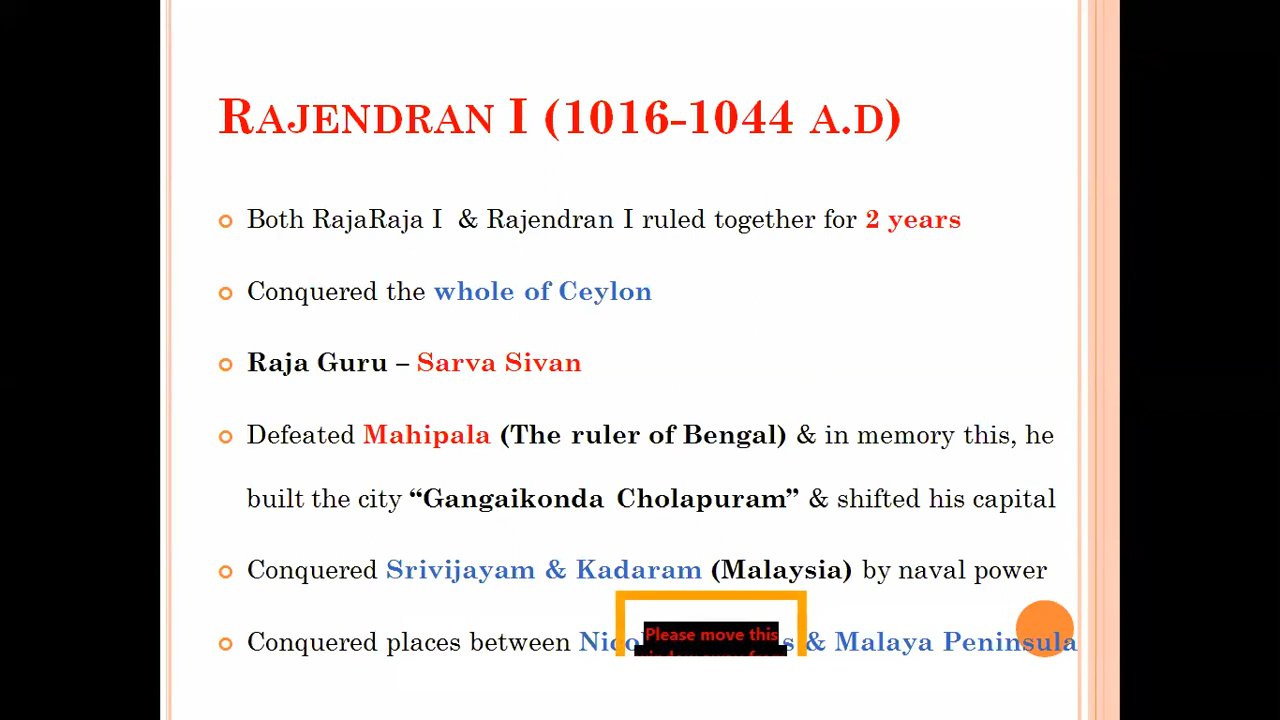 RAJENDRAN I (1016-1044 A.D)
Both RajaRaja I & Rajendran I ruled together for 2 years
Conquered the whole of Ceylon
Raja Guru – Sarva Sivan
Defeated Mahipala (The ruler of Bengal) & in memory this, he
built the city “Gangaikonda Cholapuram” & shifted his capital
Conquered Srivijayam & Kadaram (Malaysia) by naval power
Please move this
Conquered places between & Malaya Peninsula